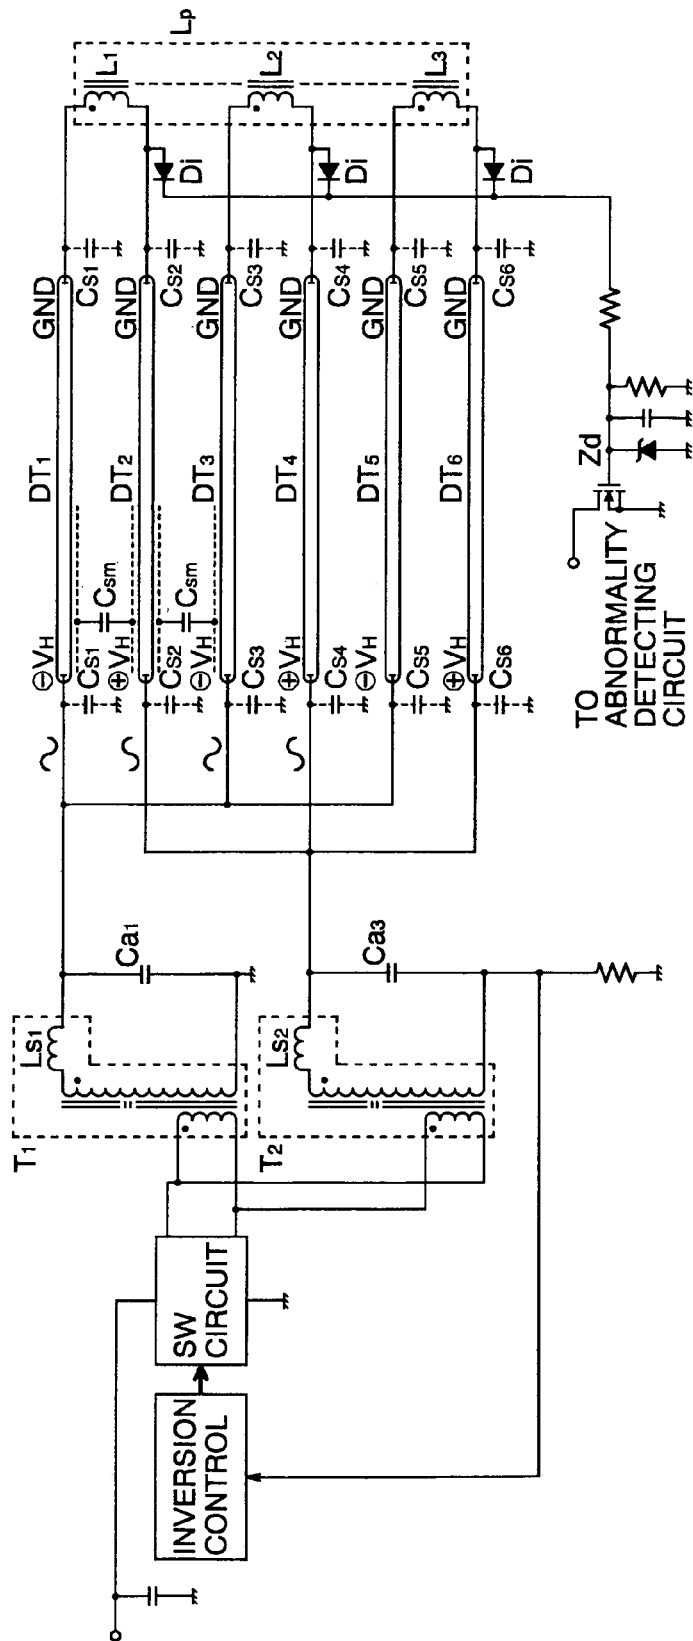 INVERSION
CONTROL
SW
CIRCUIT
T1
LS1
Ca1
T2
LS2
Ca3
⊖VH
CS1
DT1
GND
CS1
Csm
⊕VH
CS2
DT2
GND
CS2
Csm
⊖VH
CS3
DT3
GND
CS3
⊕VH
CS4
DT4
GND
CS4
⊖VH
CS5
DT5
GND
CS5
⊕VH
CS6
DT6
GND
CS6
Lp
L1
L2
L3
Di
Di
Di
Zd
TO
ABNORMALITY
DETECTING
CIRCUIT